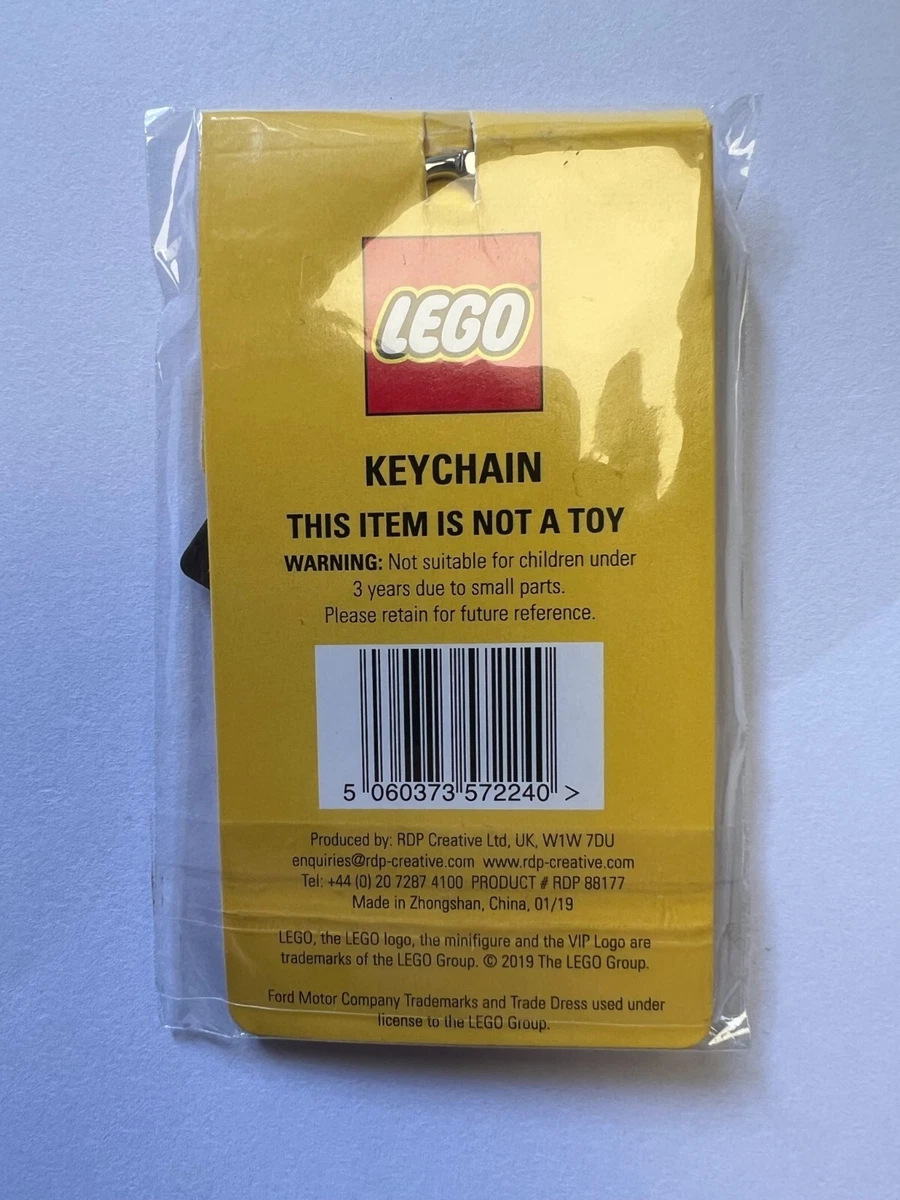 LEGO
KEYCHAIN
THIS ITEM IS NOT A TOY
WARNING: Not suitable for children under
3 years due to small parts.
Please retain for future reference.
5 060373 572240 >
Produced by: RDP Creative Ltd, UK, W1W 7DU
enquiries@rdp-creative.com www.rdp-creative.com
Tel: +44 (0) 20 7287 4100 PRODUCT # RDP 88177
Made in Zhongshan, China, 01/19
LEGO, the LEGO logo, the minifigure and the VIP Logo are
trademarks of the LEGO Group. © 2019 The LEGO Group.
Ford Motor Company Trademarks and Trade Dress used under
license to the LEGO Group.